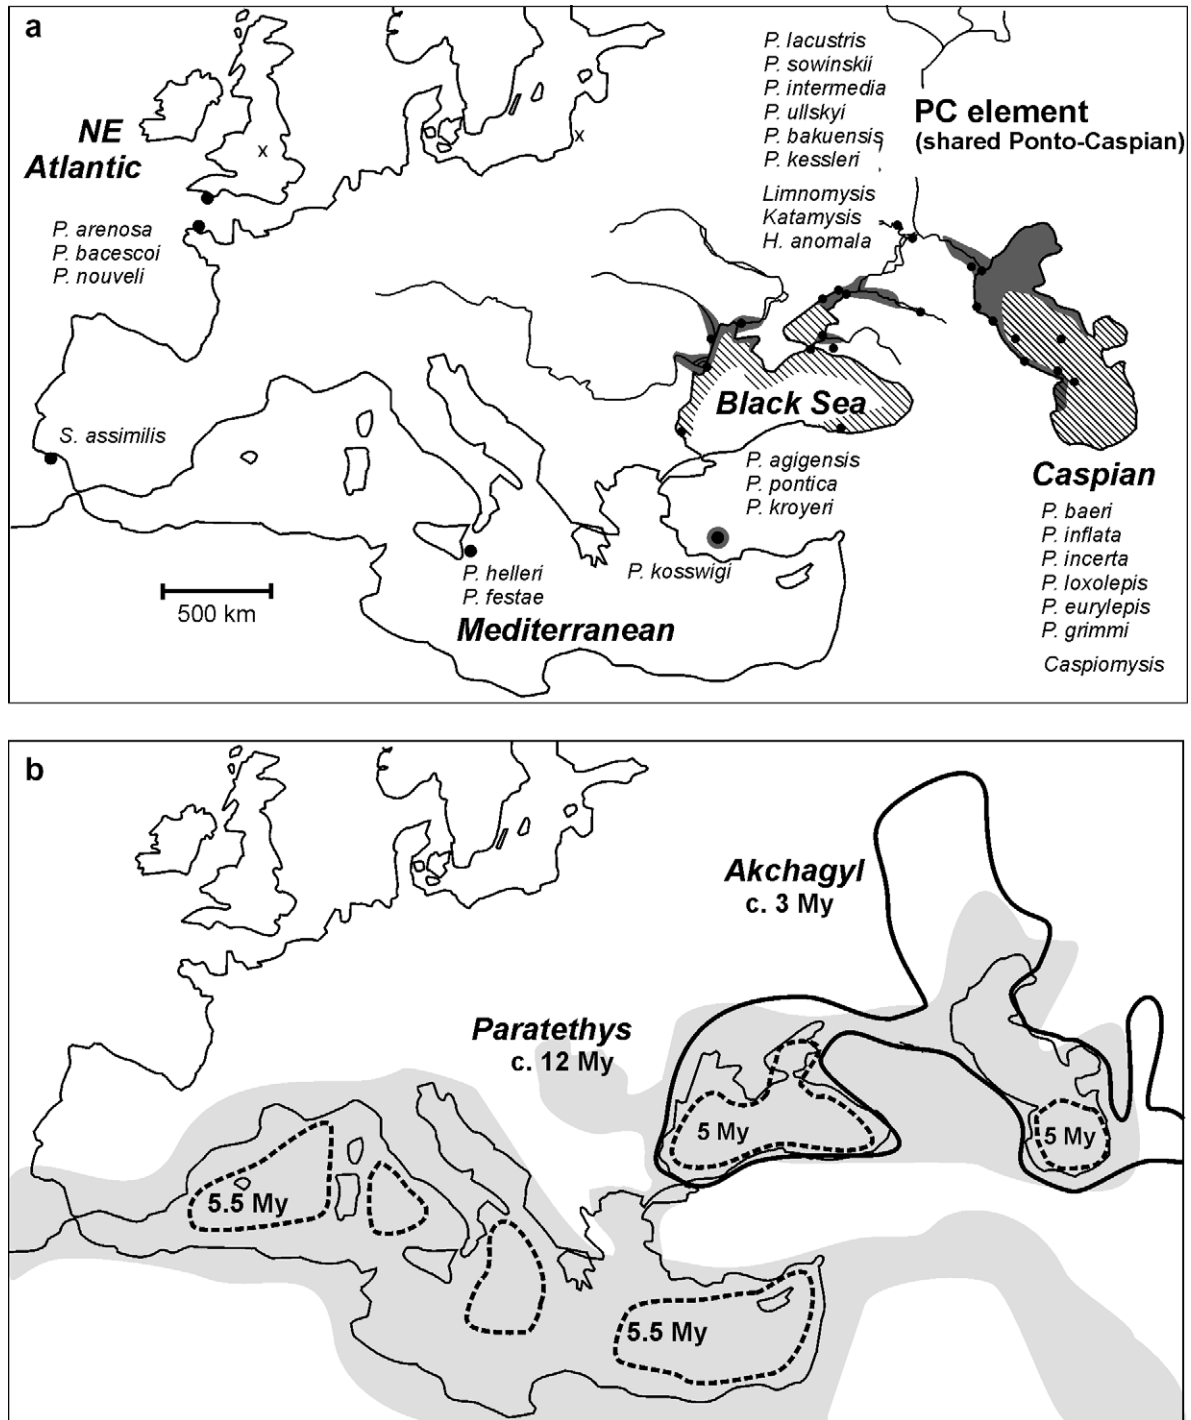 a
P. lacustris
P. sowinskii
P. intermedia
P. ullskyi
P. bakuensis
P. kessleri
Limnomysis
Katamysis
H. anomala
PC element
(shared Ponto-Caspian)
NE
Atlantic
P. arenosa
P. bacescoi
P. nouveli
x
x
S. assimilis
Black Sea
P. agigensis
P. pontica
P. kroyeri
P. kosswigi
P. helleri
P. festae
Mediterranean
500 km
Caspian
P. baeri
P. inflata
P. incerta
P. loxolepis
P. eurylepis
P. grimmi
Caspiomysis
b
Akchagyl
c. 3 My
Paratethys
c. 12 My
5 My
5 My
5.5 My
5.5 My